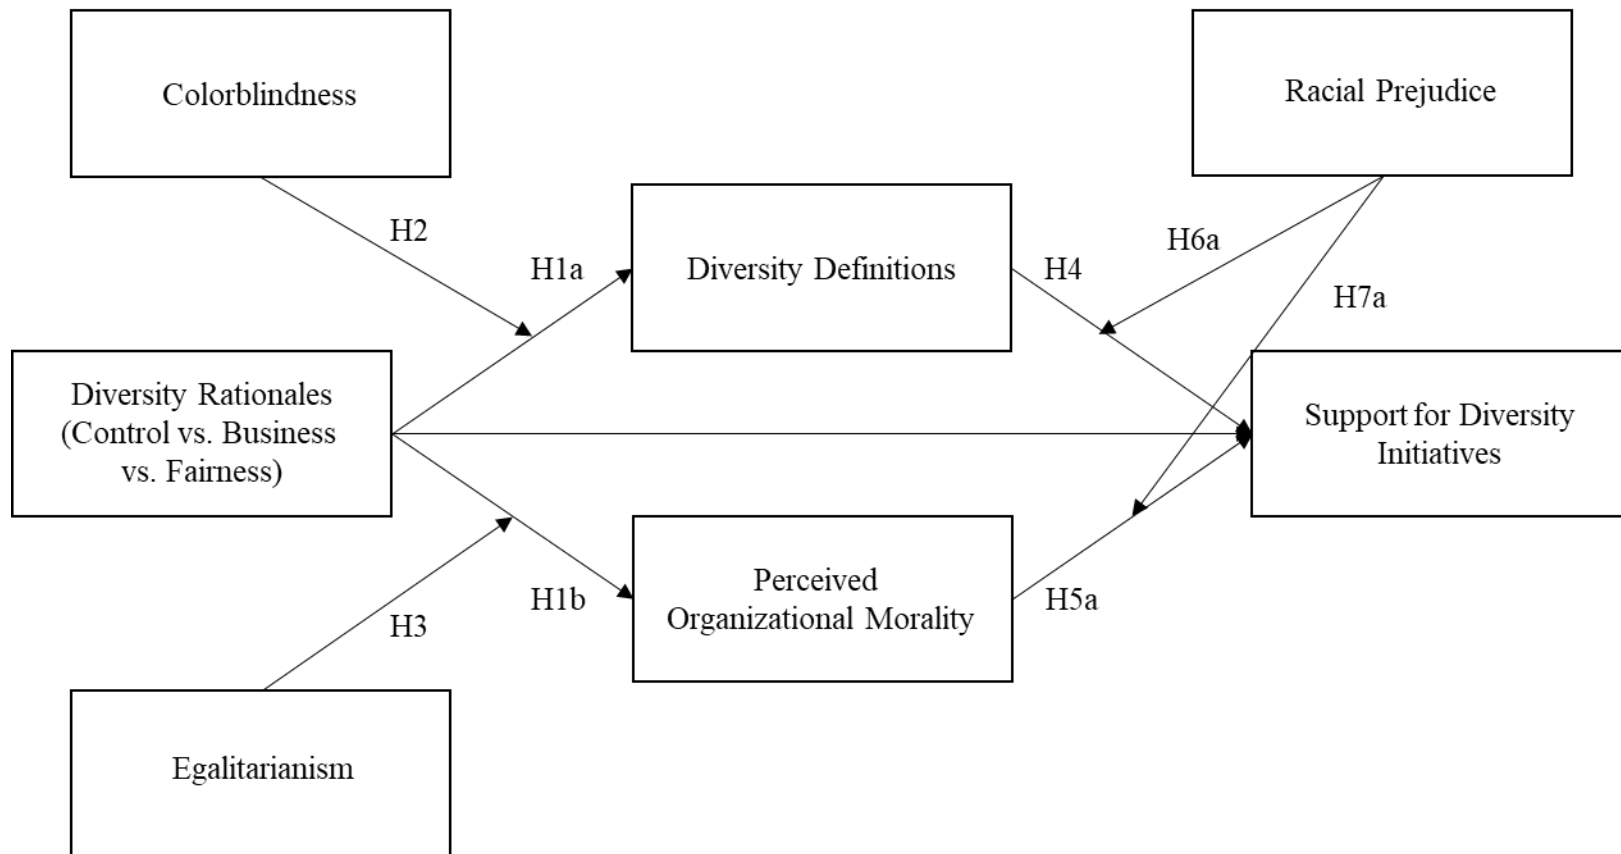 Colorblindness
Racial Prejudice
H2
H6a
H1a
Diversity Definitions
H4
H7a
Diversity Rationales
(Control vs. Business
vs. Fairness)
Support for Diversity
Initiatives
Perceived
Organizational Morality
H1b
H5a
H3
Egalitarianism